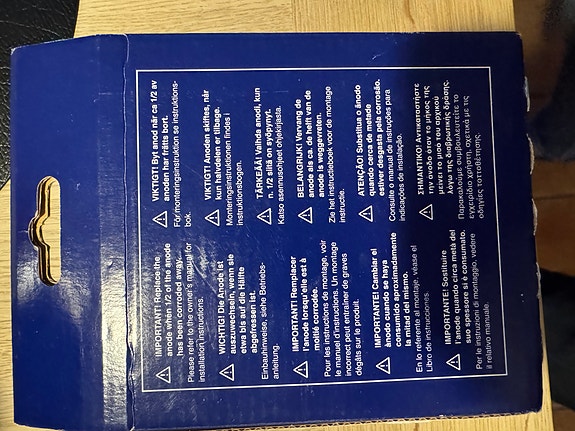 IMPORTANT! Replace the
anode when 1/2 of the anode
has been corroded away.
Please refer to the owner's manual for
installation instructions.
WICHTIG! Die Anode ist
auszuwechseln, wenn sie
etwa bis auf die Hälfte
abgefressen ist.
Einbauhinweise, siehe Betriebs-
anleitung.
IMPORTANT! Remplacer
l'anode lorsqu'elle est à
moitié corrodée.
Pour les instructions de montage, voir
le manuel d'instructions. Un montage
incorrect peut entraîner de graves
dégâts sur le produit.
IMPORTANTE! Cambiar el
ánodo cuando se haya
consumido aproximadamente
la mitad del mismo.
En lo referente al montaje, véase el
Libro de instrucciones.
IMPORTANTE! Sostituire
l'anode quando circa metà del
suo spessore si è consumato.
Per le istruzioni di montaggio, vedere
il relativo manuale.
VIKTIGT! Byt anod när ca 1/2 av
anoden har frätts bort.
För monteringsinstruktion se instruktions-
bok.
VIGTIGT! Anoden skiftes, når
kun halvdelen er tilbage.
Monteringsinstruktionen findes i
instruktionsbogen.
TÄRKEÄÄ! Vaihda anodi, kun
n. 1/2 siitä on syöpynyt.
Katso asennusohjeet ohjekirjasta.
BELANGRIJK! Vervang de
anode als ca. de helft van de
anode is weggevreten.
Zie het instructieboek voor de montage
instructie.
ATENÇÃO! Substitua o ânodo
quando cerca de metade
estiver desgasta pela corrosão.
Consulte o manual de instruções para
indicações de instalação.
ΣΗΜΑΝΤΙΚΟ! Αντικαταστήστε
την άνοδο όταν το μήκος της
μείνει το μισό του αρχικού
λόγω της διαβρωτικής δράσης.
Παρακαλούμε συμβουλευτείτε το
εγχειρίδιο χρήσης, σχετικά με τις
οδηγίες τοποθέτησης.